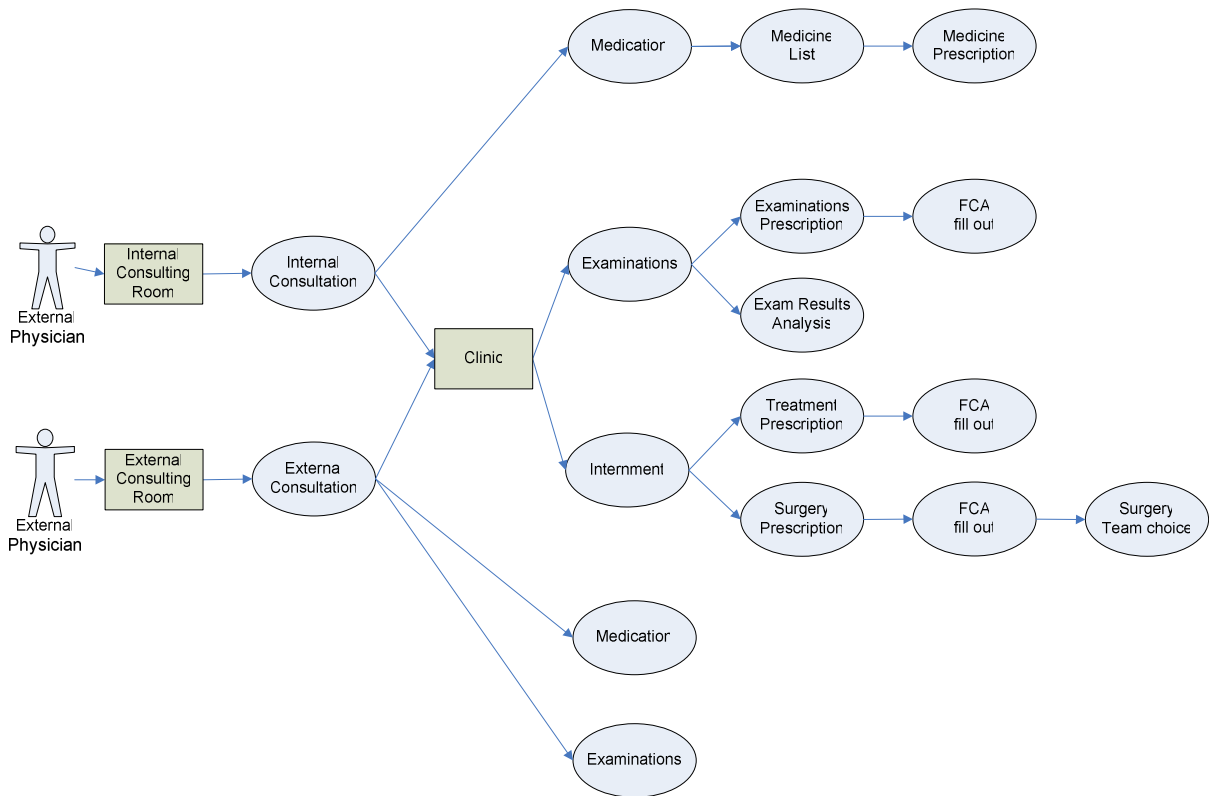 Medication
Medicine
List
Medicine
Prescription
Examinations
Prescription
FCA
fill out
Internal
Consulting
Room
Internal
Consultation
Examinations
External
Physician
Exam Results
Analysis
Clinic
Treatment
Prescription
FCA
fill out
External
Consulting
Room
Externa
Consultation
Internment
External
Physician
Surgery
Prescription
FCA
fill out
Surgery
Team choice
Medication
Examinations